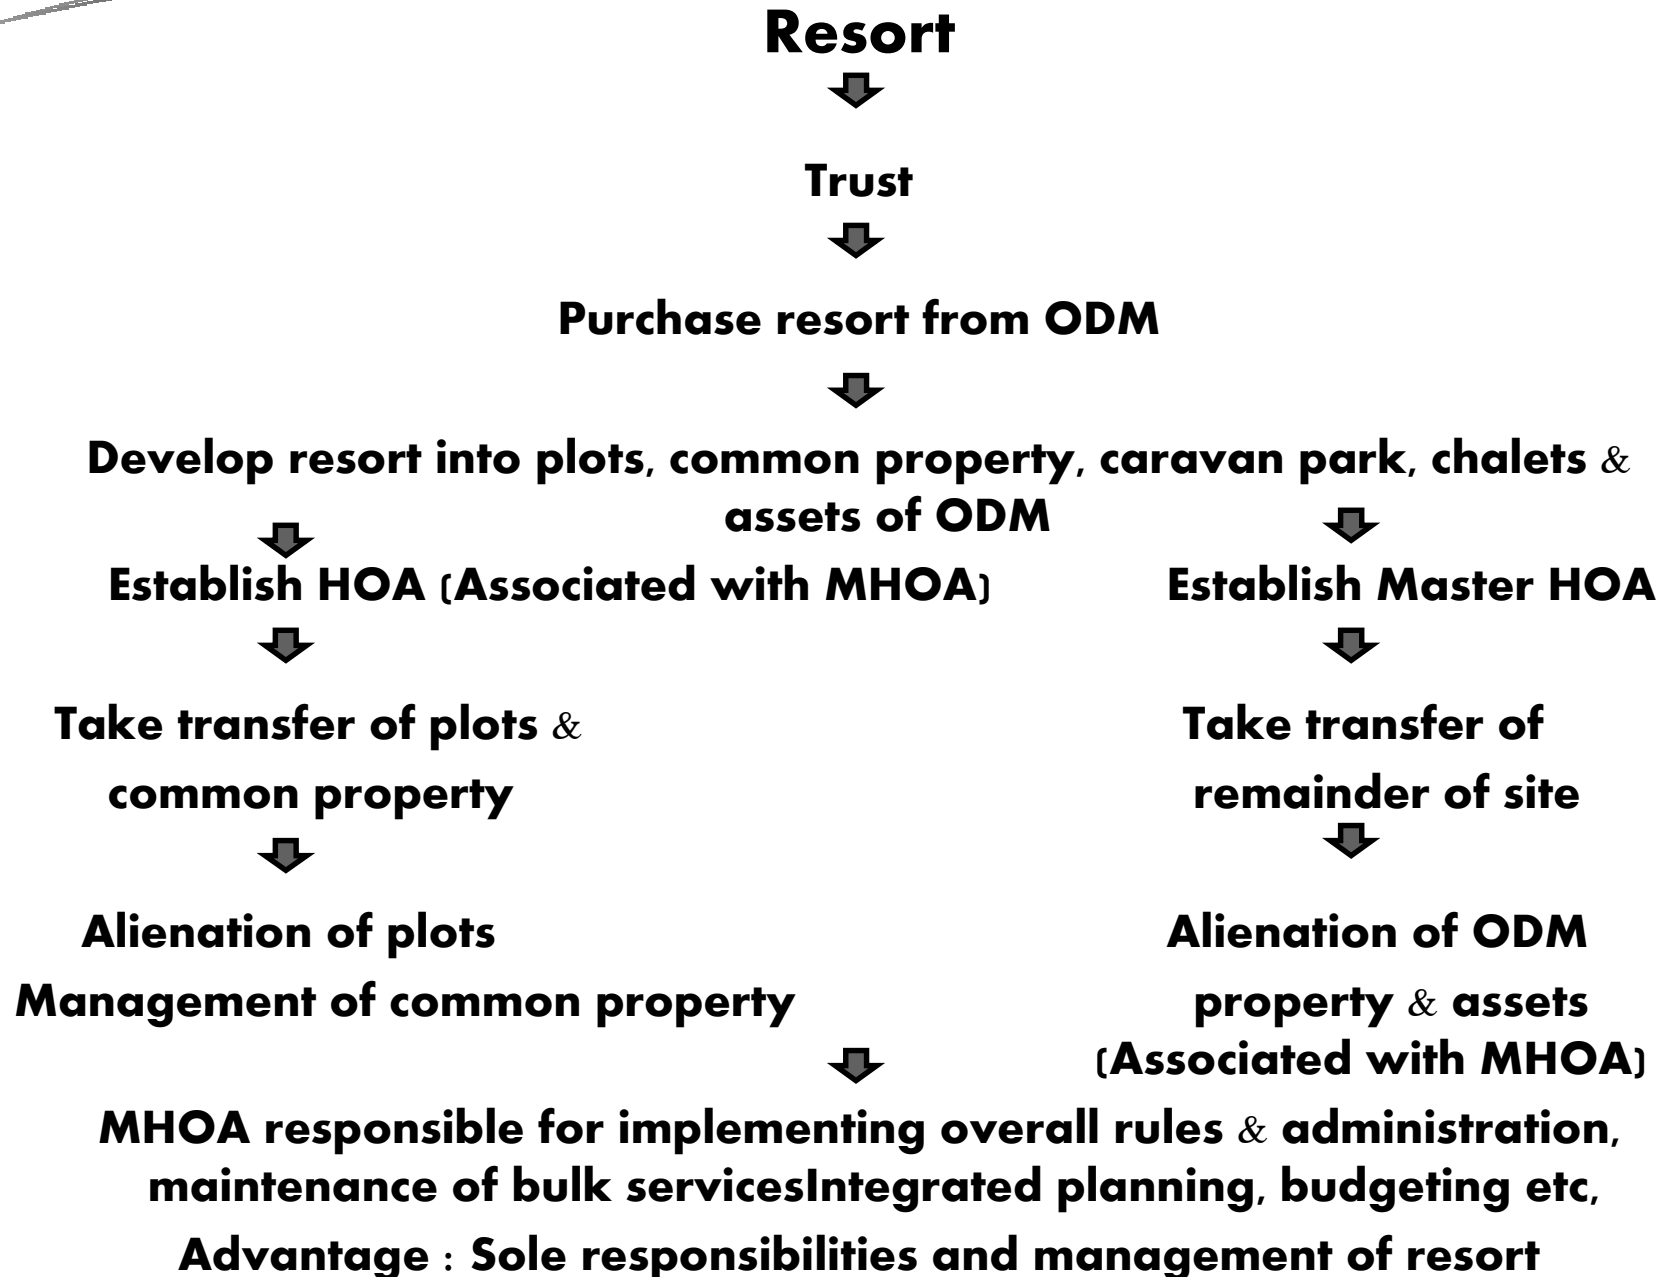 Resort
Trust
Purchase resort from ODM
Develop resort into plots, common property, caravan park, chalets &
assets of ODM
Establish HOA (Associated with MHOA)
Establish Master HOA
Take transfer of plots &
common property
Take transfer of
remainder of site
Alienation of plots
Management of common property
Alienation of ODM
property & assets
(Associated with MHOA)
MHOA responsible for implementing overall rules & administration,
maintenance of bulk servicesIntegrated planning, budgeting etc,
Advantage : Sole responsibilities and management of resort